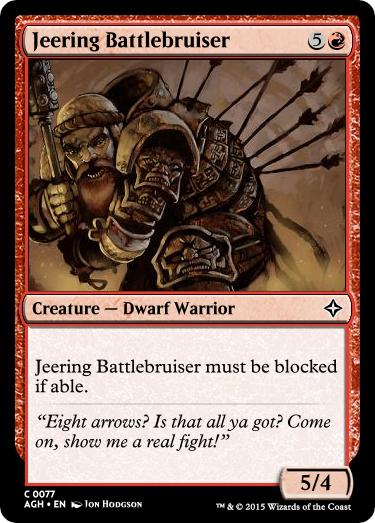 Jeering Battlebruiser 5
Creature — Dwarf Warrior
Jeering Battlebruiser must be blocked
if able.
“Eight arrows? Is that all ya got? Come
on, show me a real fight!”
5/4
C 0077
AGH • EN Jon Hodgson
™ & © 2015 Wizards of the Coast